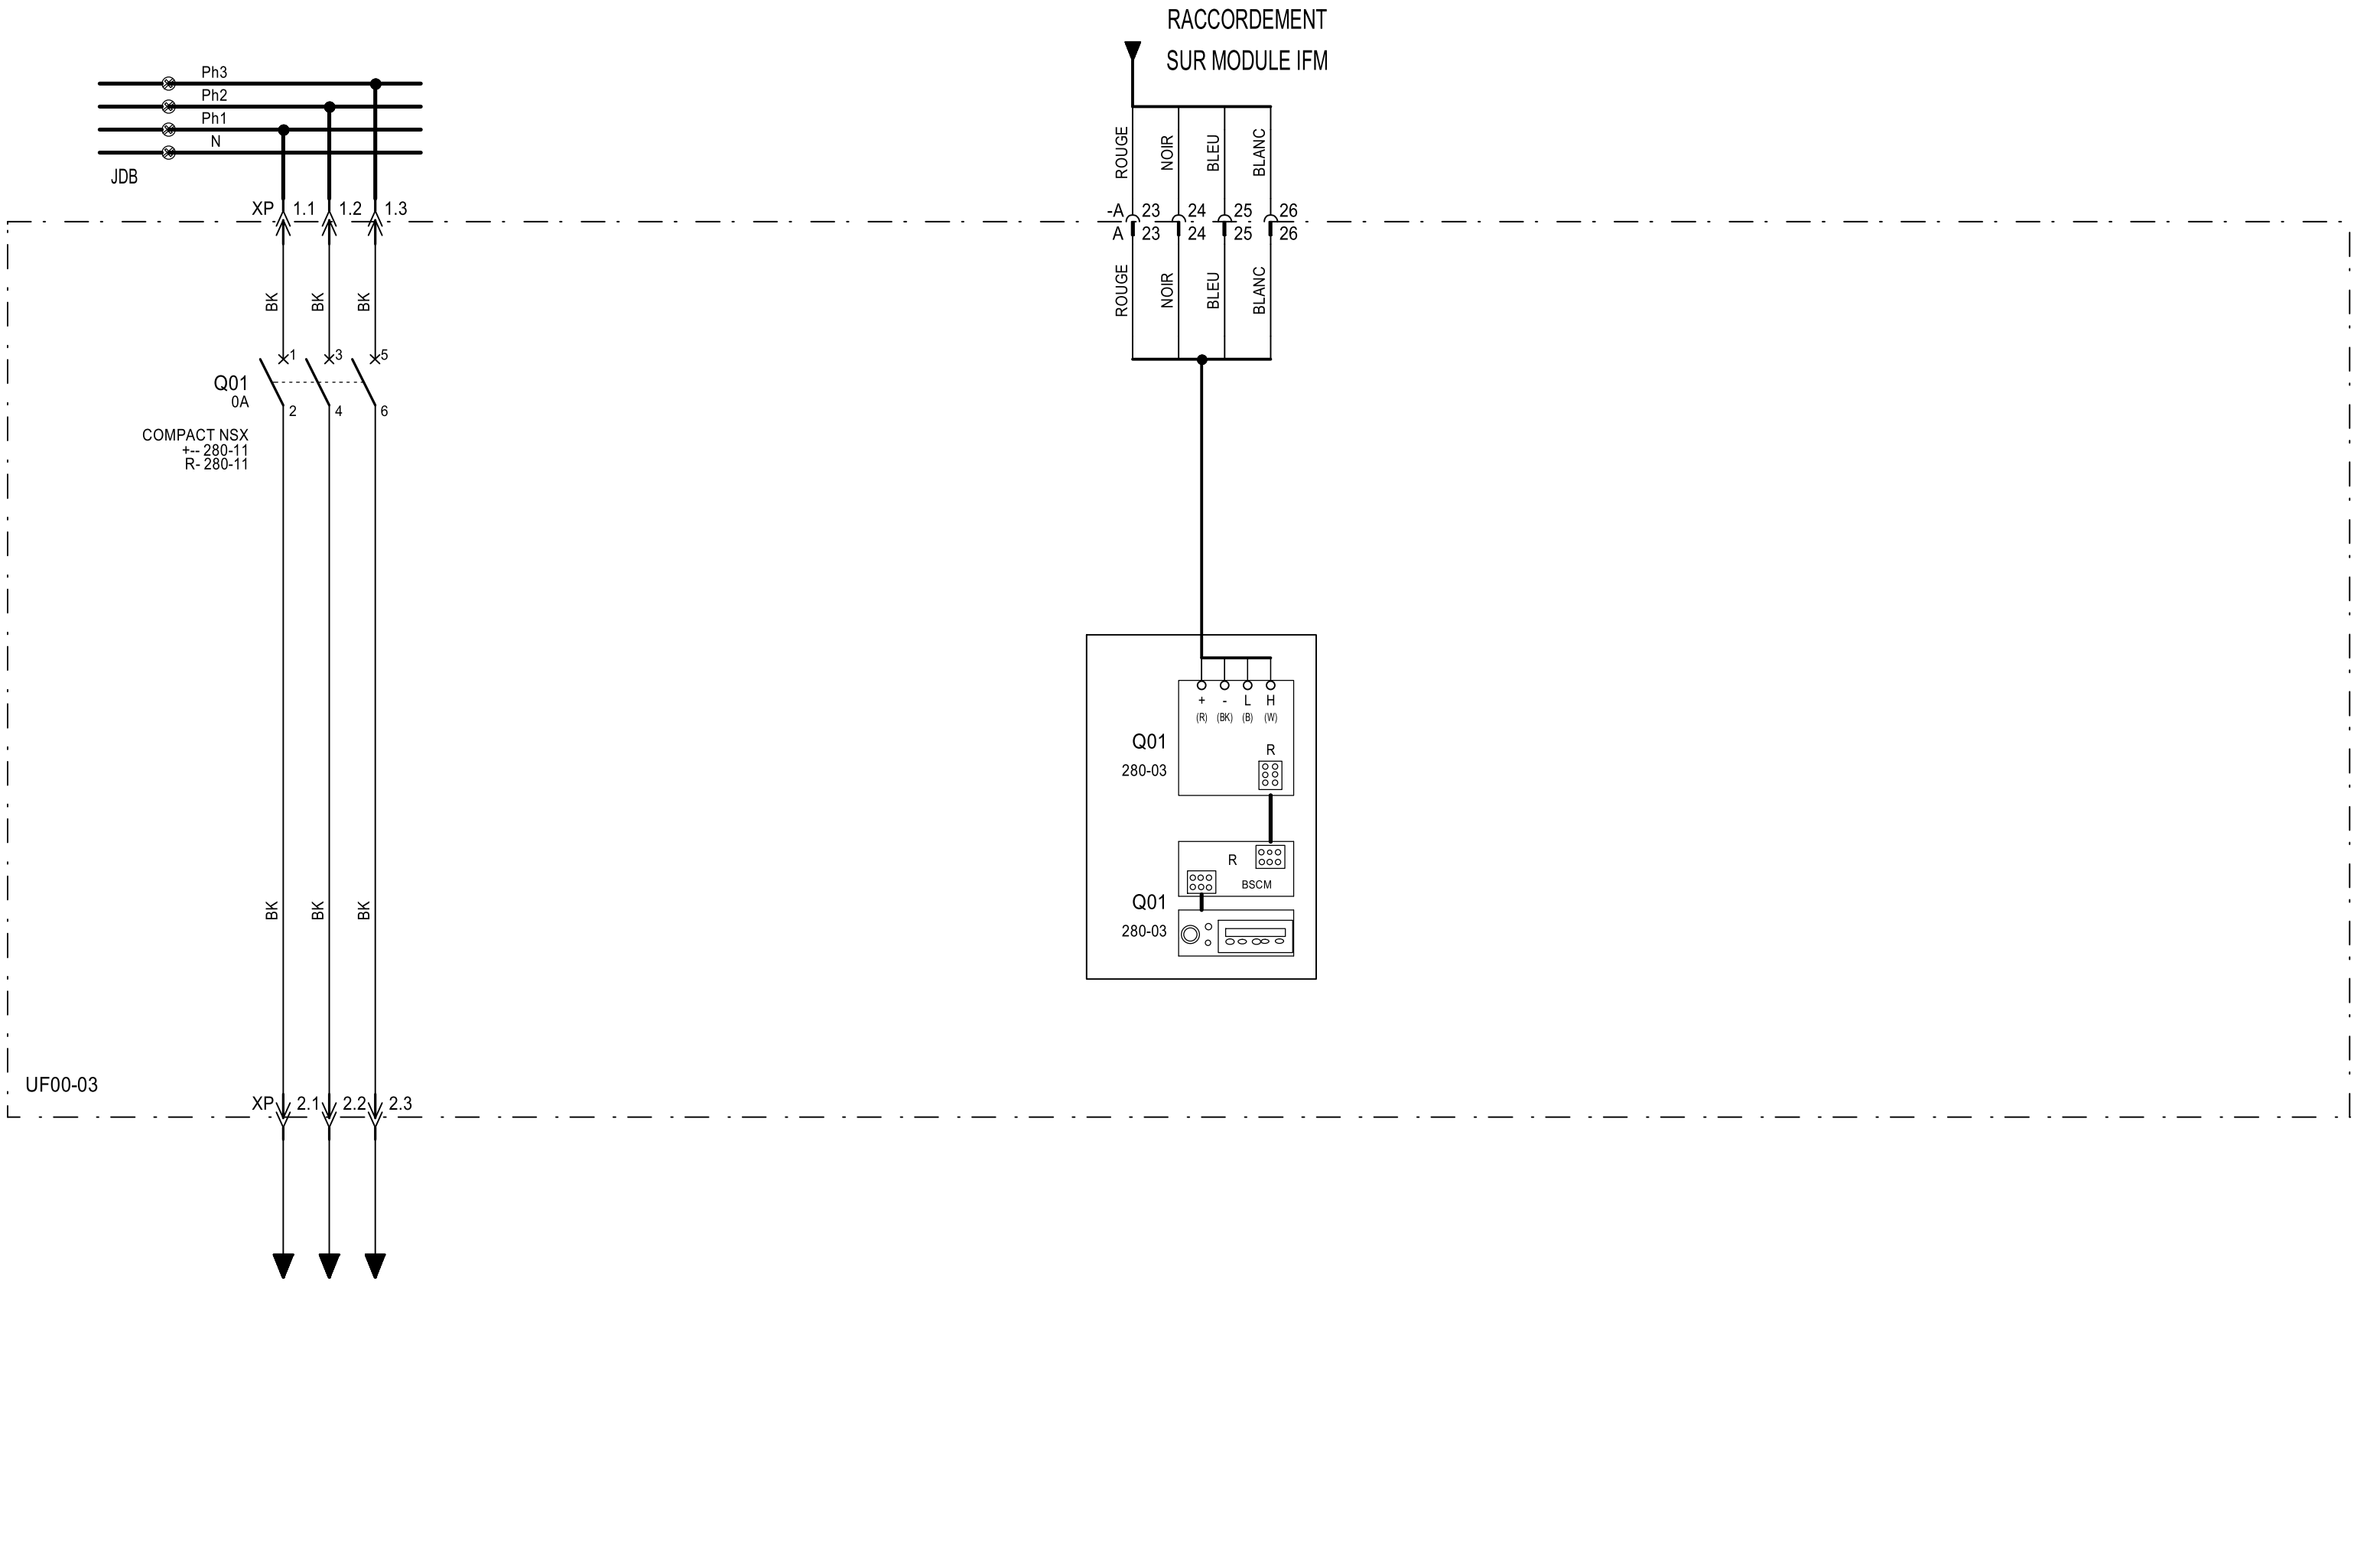 RACCORDEMENT
SUR MODULE IFM
Ph3
Ph2
Ph1
N
JDB
ROUGE NOIR BLEU BLANC
XP 1.1 1.2 1.3
-A 23 24 25 26
A 23 24 25 26
BK BK BK
ROUGE NOIR BLEU BLANC
1 3 5
Q01
0A
2 4 6
COMPACT NSX
+-- 280-11
R- 280-11
+ - L H
(R) (BK) (B) (W)
Q01
R
280-03
R
BSCM
BK BK BK
Q01
280-03
UF00-03
XP 2.1 2.2 2.3